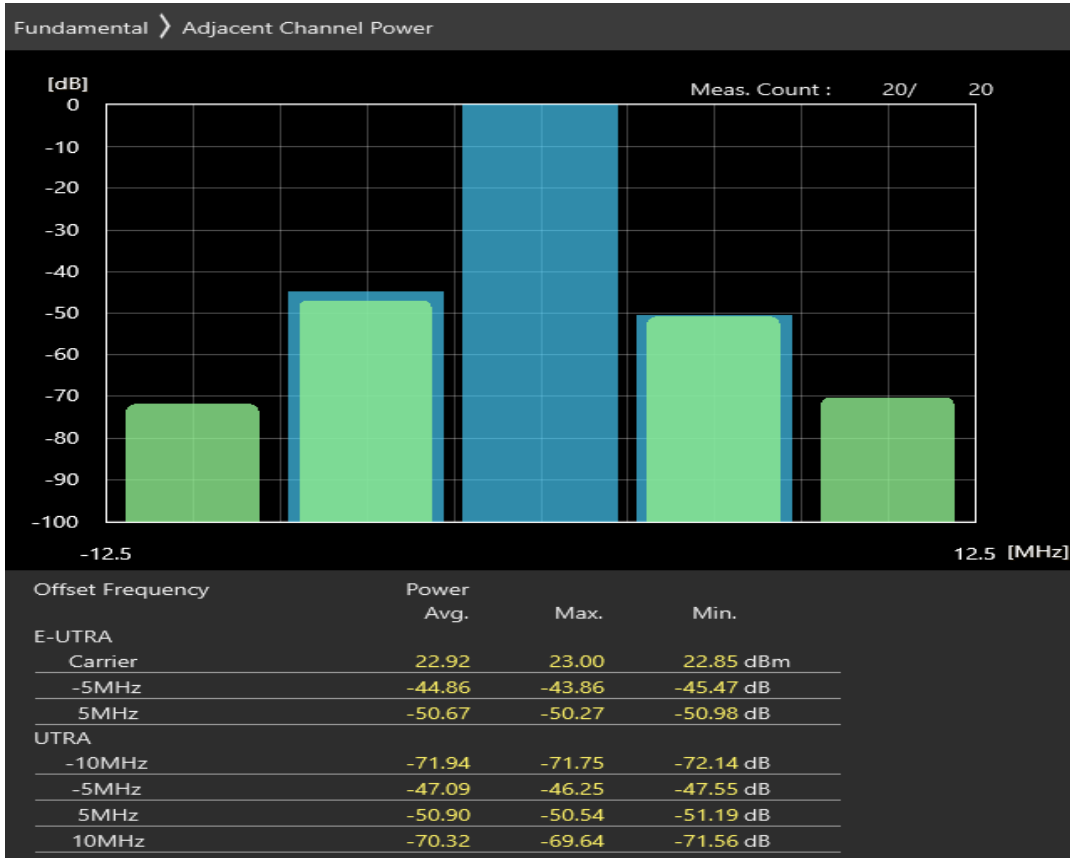 Fundamental 〉 Adjacent Channel Power
[dB]
Meas. Count : 20/ 20
0
-10
-20
-30
-40
-50
-60
-70
-80
-90
-100
-12.5 12.5 [MHz]
Offset Frequency Power
Avg. Max. Min.
E-UTRA
Carrier 22.92 23.00 22.85 dBm
-5MHz -44.86 -43.86 -45.47 dB
5MHz -50.67 -50.27 -50.98 dB
UTRA
-10MHz -71.94 -71.75 -72.14 dB
-5MHz -47.09 -46.25 -47.55 dB
5MHz -50.90 -50.54 -51.19 dB
10MHz -70.32 -69.64 -71.56 dB